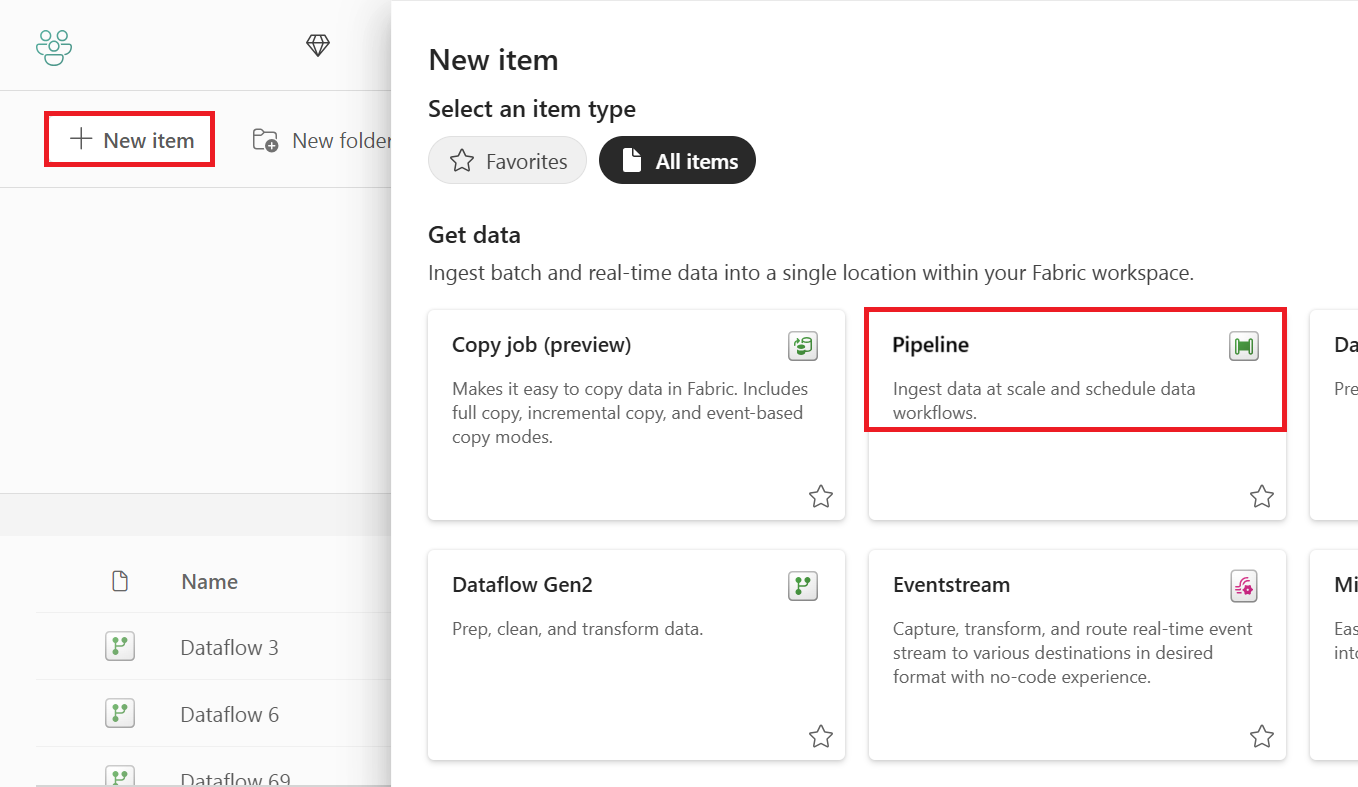 New item
New folder
Name
Dataflow 3
Dataflow 6
Dataflow 69
New item
Select an item type
Favorites
All items
Get data
Ingest batch and real-time data into a single location within your Fabric workspace.
Copy job (preview)
Makes it easy to copy data in Fabric. Includes
full copy, incremental copy, and event-based
copy modes.
Pipeline
Ingest data at scale and schedule data
workflows.
Da
Pre
Dataflow Gen2
Prep, clean, and transform data.
Eventstream
Capture, transform, and route real-time event
stream to various destinations in desired
format with no-code experience.
Mi
Eas
into